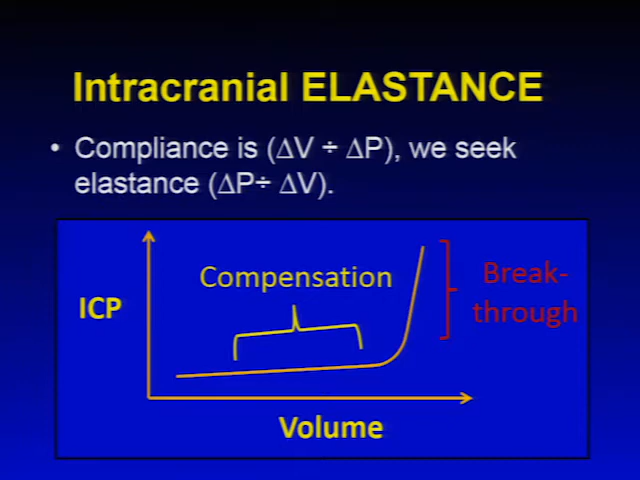 Intracranial ELASTANCE
• Compliance is (∆V ÷ ∆P), we seek
elastance (∆P÷ ∆V).
Compensation
Break-
through
ICP
Volume